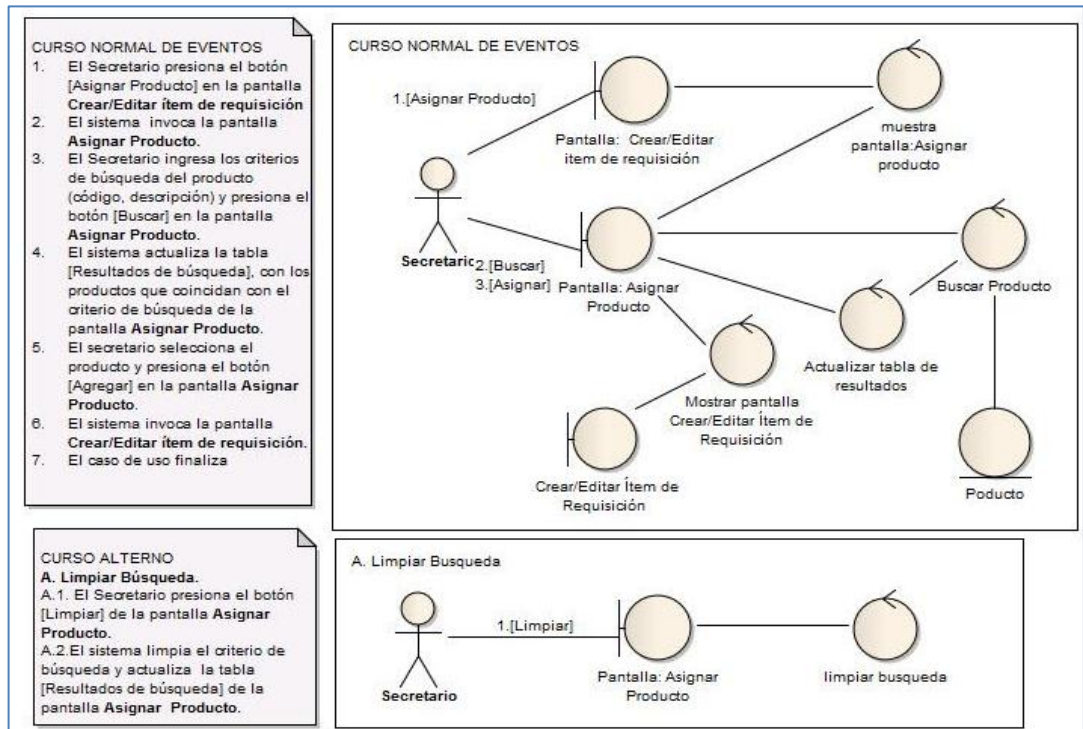 CURSO NORMAL DE EVENTOS
1. El Secretario presiona el botón
[Asignar Producto] en la pantalla
Crear/Editar ítem de requisición
2. El sistema invoca la pantalla
Asignar Producto.
3. El Secretario ingresa los criterios
de búsqueda del producto
(código, descripción) y presiona el
botón [Buscar] en la pantalla
Asignar Producto.
4. El sistema actualiza la tabla
[Resultados de búsqueda], con los
productos que coincidan con el
criterio de búsqueda de la
pantalla Asignar Producto.
5. El secretario selecciona el
producto y presiona el botón
[Agregar] en la pantalla Asignar
Producto.
6. El sistema invoca la pantalla
Crear/Editar ítem de requisición.
7. El caso de uso finaliza
CURSO NORMAL DE EVENTOS
1.[Asignar Producto]
Pantalla: Crear/Editar
item de requisición
muestra
pantalla:Asignar
producto
Secretario
2.[Buscar]
3.[Asignar]
Pantalla: Asignar
Producto
Buscar Producto
Actualizar tabla de
resultados
Mostrar pantalla
Crear/Editar Ítem de
Requisición
Crear/Editar Ítem de
Requisición
Poducto
CURSO ALTERNO
A. Limpiar Búsqueda.
A.1. El Secretario presiona el botón
[Limpiar] de la pantalla Asignar
Producto.
A.2.El sistema limpia el criterio de
búsqueda y actualiza la tabla
[Resultados de búsqueda] de la
pantalla Asignar Producto.
A. Limpiar Busqueda
1.[Limpiar]
Secretario
Pantalla: Asignar
Producto
limpiar busqueda